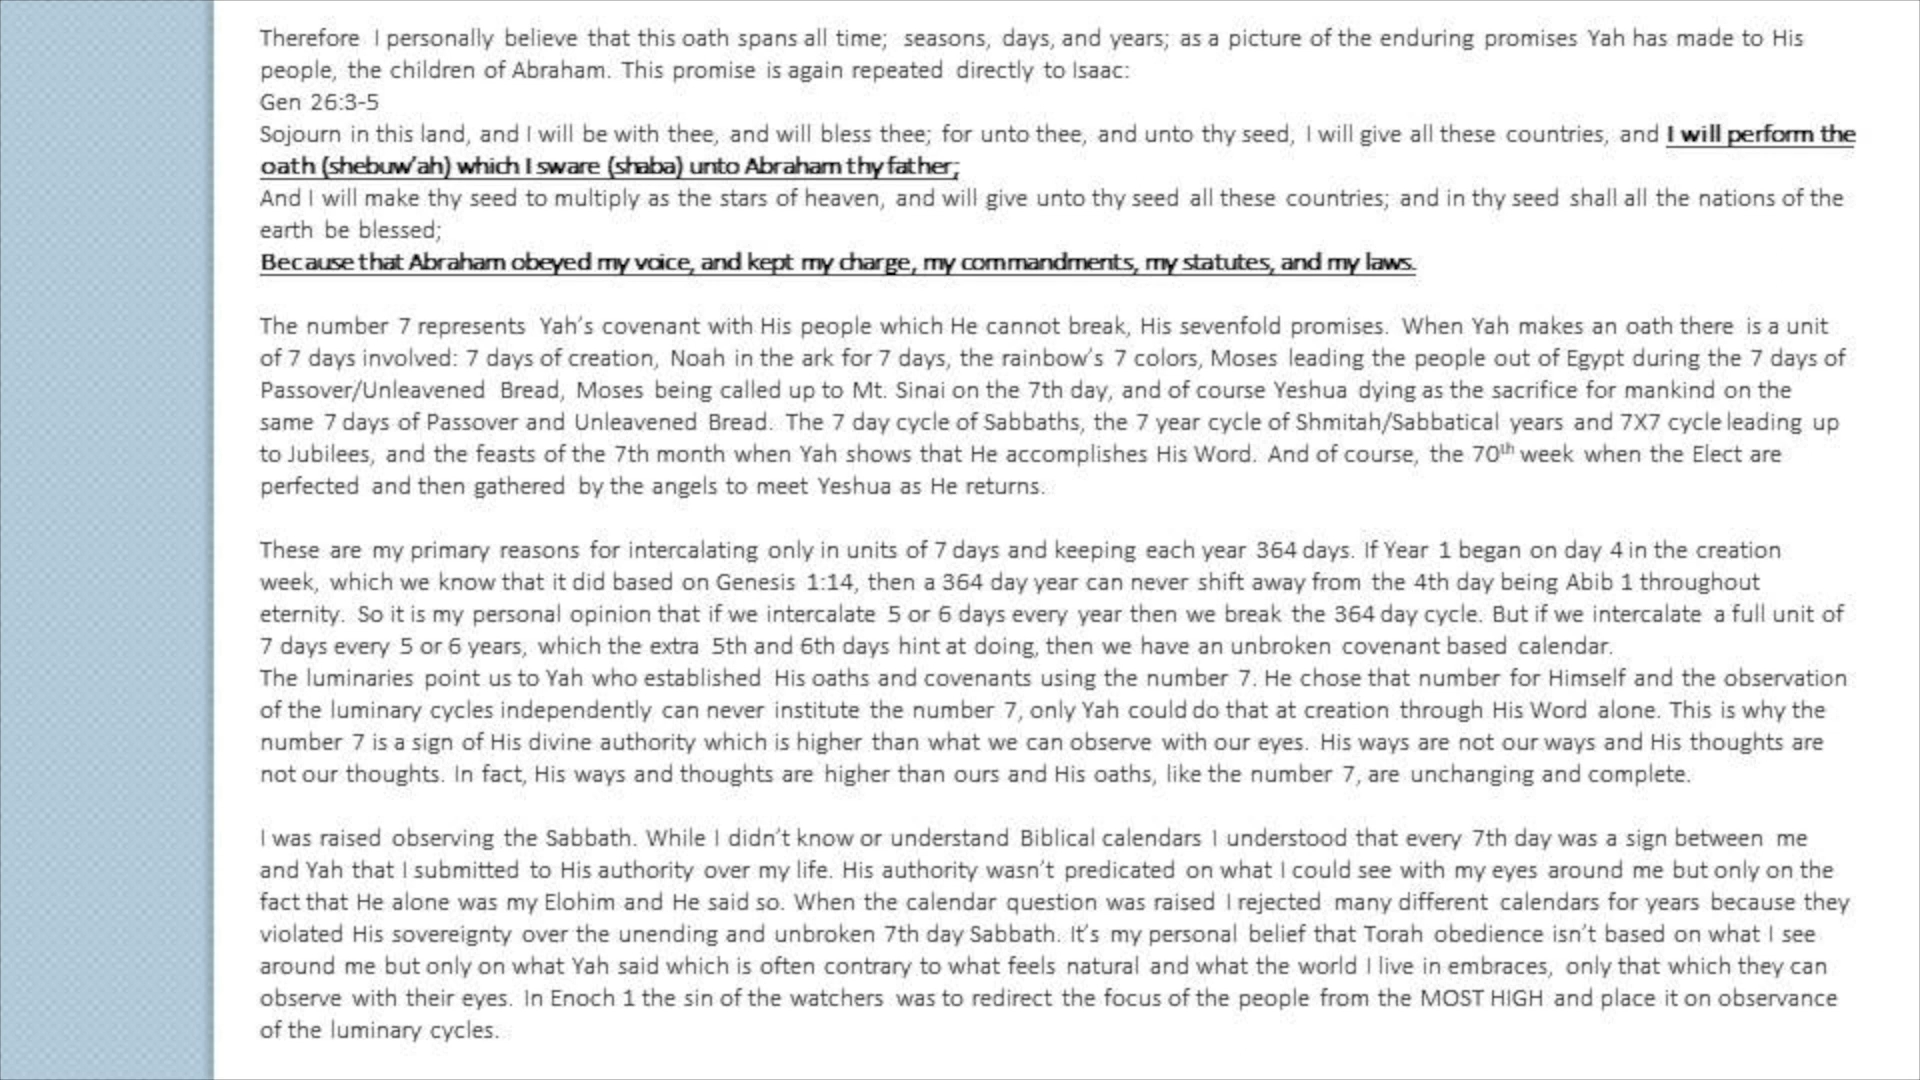 Therefore I personally believe that this oath spans all time; seasons, days, and years; as a picture of the enduring promises Yah has made to His
people, the children of Abraham. This promise is again repeated directly to Isaac:
Gen 26:3-5
Sojourn in this land, and I will be with thee, and will bless thee; for unto thee, and unto thy seed, I will give all these countries, and I will perform the
oath (shebuw'ah) which I sware (shaba) unto Abraham thy father;
And I will make thy seed to multiply as the stars of heaven, and will give unto thy seed all these countries; and in thy seed shall all the nations of the
earth be blessed;
Because that Abraham obeyed my voice, and kept my charge, my commandments, my statutes, and my laws.
The number 7 represents Yah's covenant with His people which He cannot break, His sevenfold promises. When Yah makes an oath there is a unit
of 7 days involved: 7 days of creation, Noah in the ark for 7 days, the rainbow's 7 colors, Moses leading the people out of Egypt during the 7 days of
Passover/Unleavened Bread, Moses being called up to Mt. Sinai on the 7th day, and of course Yeshua dying as the sacrifice for mankind on the
same 7 days of Passover and Unleavened Bread. The 7 day cycle of Sabbaths, the 7 year cycle of Shmitah/Sabbatical years and 7X7 cycle leading up
to Jubilees, and the feasts of the 7th month when Yah shows that He accomplishes His Word. And of course, the 70th week when the Elect are
perfected and then gathered by the angels to meet Yeshua as He returns.
These are my primary reasons for intercalating only in units of 7 days and keeping each year 364 days. If Year 1 began on day 4 in the creation
week, which we know that it did based on Genesis 1:14, then a 364 day year can never shift away from the 4th day being Abib 1 throughout
eternity. So it is my personal opinion that if we intercalate 5 or 6 days every year then we break the 364 day cycle. But if we intercalate a full unit of
7 days every 5 or 6 years, which the extra 5th and 6th days hint at doing, then we have an unbroken covenant based calendar.
The luminaries point us to Yah who established His oaths and covenants using the number 7. He chose that number for Himself and the observation
of the luminary cycles independently can never institute the number 7, only Yah could do that at creation through His Word alone. This is why the
number 7 is a sign of His divine authority which is higher than what we can observe with our eyes. His ways are not our ways and His thoughts are
not our thoughts. In fact, His ways and thoughts are higher than ours and His oaths, like the number 7, are unchanging and complete.
I was raised observing the Sabbath. While I didn't know or understand Biblical calendars I understood that every 7th day was a sign between me
and Yah that I submitted to His authority over my life. His authority wasn't predicated on what I could see with my eyes around me but only on the
fact that He alone was my Elohim and He said so. When the calendar question was raised I rejected many different calendars for years because they
violated His sovereignty over the unending and unbroken 7th day Sabbath. It's my personal belief that Torah obedience isn't based on what I see
around me but only on what Yah said which is often contrary to what feels natural and what the world I live in embraces, only that which they can
observe with their eyes. In Enoch 1 the sin of the watchers was to redirect the focus of the people from the MOST HIGH and place it on observance
of the luminary cycles.